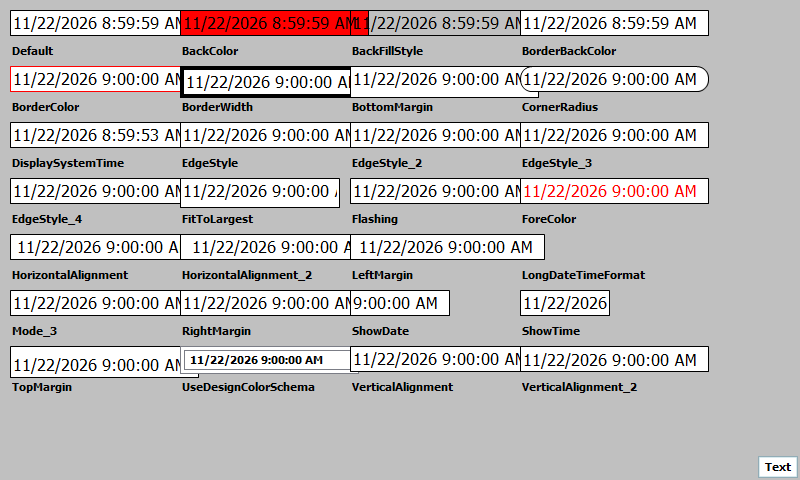 11/22/2026 8:59:59 AM 11/22/2026 8:59:59 AM 11/22/2026 8:59:59 AM 11/22/2026 8:59:59 AM
Default BackColor BackFillStyle BorderBackColor
11/22/2026 9:00:00 AM 11/22/2026 9:00:00 AM 11/22/2026 9:00:00 AM 11/22/2026 9:00:00 AM
BorderColor BorderWidth BottomMargin CornerRadius
11/22/2026 8:59:53 AM 11/22/2026 9:00:00 AM 11/22/2026 9:00:00 AM 11/22/2026 9:00:00 AM
DisplaySystemTime EdgeStyle EdgeStyle_2 EdgeStyle_3
11/22/2026 9:00:00 AM 11/22/2026 9:00:00 11/22/2026 9:00:00 AM 11/22/2026 9:00:00 AM
EdgeStyle_4 FitToLargest Flashing ForeColor
11/22/2026 9:00:00 AM 11/22/2026 9:00:00 AM 11/22/2026 9:00:00 AM
HorizontalAlignment HorizontalAlignment_2 LeftMargin LongDateTimeFormat
11/22/2026 9:00:00 AM 11/22/2026 9:00:00 AM 9:00:00 AM 11/22/2026
Mode_3 RightMargin ShowDate ShowTime
11/22/2026 9:00:00 AM 11/22/2026 9:00:00 AM 11/22/2026 9:00:00 AM 11/22/2026 9:00:00 AM
TopMargin UseDesignColorSchema VerticalAlignment VerticalAlignment_2
Text